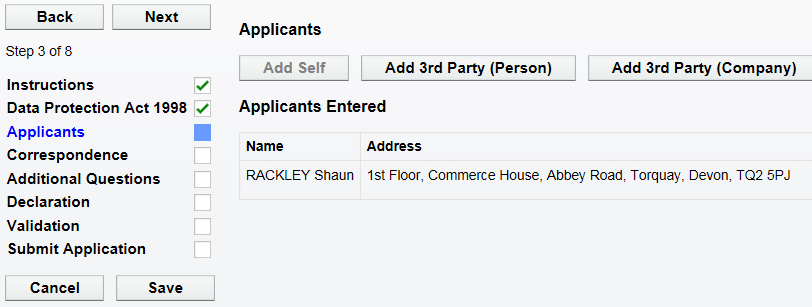 Back
Next
Step 3 of 8
Instructions
Data Protection Act 1998
Applicants
Correspondence
Additional Questions
Declaration
Validation
Submit Application
Cancel
Save
Applicants
Add Self
Add 3rd Party (Person)
Add 3rd Party (Company)
Applicants Entered
Name
Address
RACKLEY Shaun
1st Floor, Commerce House, Abbey Road, Torquay, Devon, TQ2 5PJ